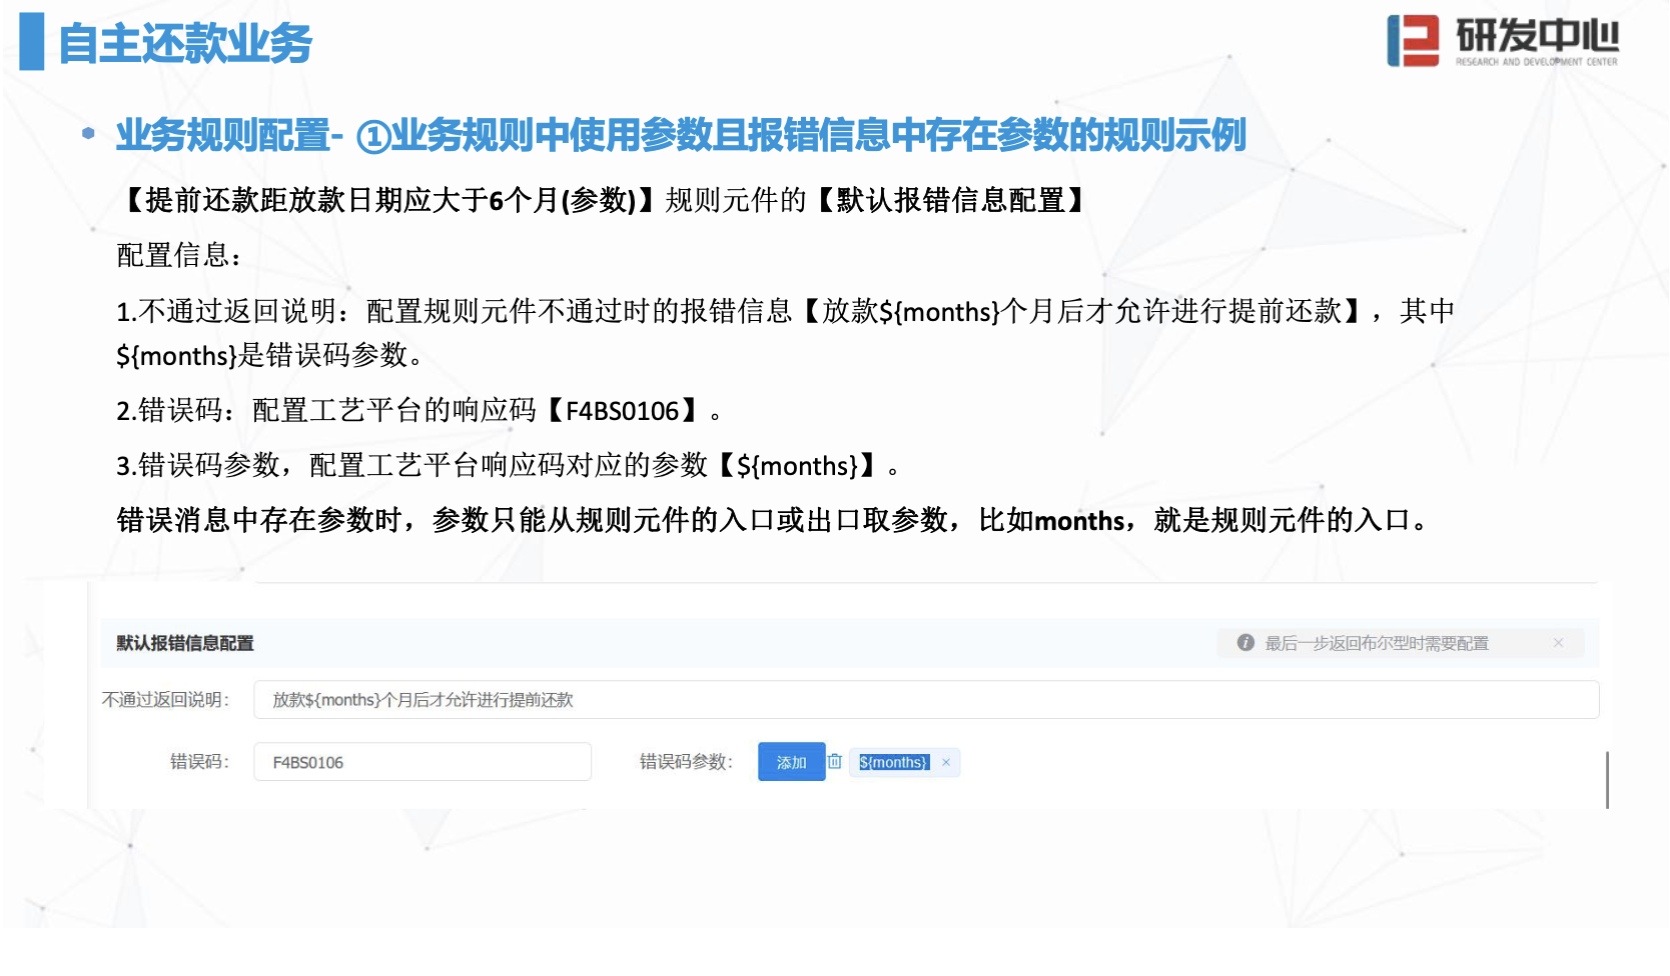 自主还款业务
研发中心
RESEARCH AND DEVELOPMENT CENTER
业务规则配置- ①业务规则中使用参数且报错信息中存在参数的规则示例
【提前还款距放款日期应大于6个月(参数)】规则元件的【默认报错信息配置】
配置信息：
1.不通过返回说明：配置规则元件不通过时的报错信息【放款${months}个月后才允许进行提前还款】，其中
${months}是错误码参数。
2.错误码：配置工艺平台的响应码【F4BS0106】。
3.错误码参数，配置工艺平台响应码对应的参数【${months}】。
错误消息中存在参数时，参数只能从规则元件的入口或出口取参数，比如months，就是规则元件的入口。
默认报错信息配置
最后一步返回布尔型时需要配置 ×
不通过返回说明： 放款${months}个月后才允许进行提前还款
错误码： F4BS0106 错误码参数： 添加 ${months} ×